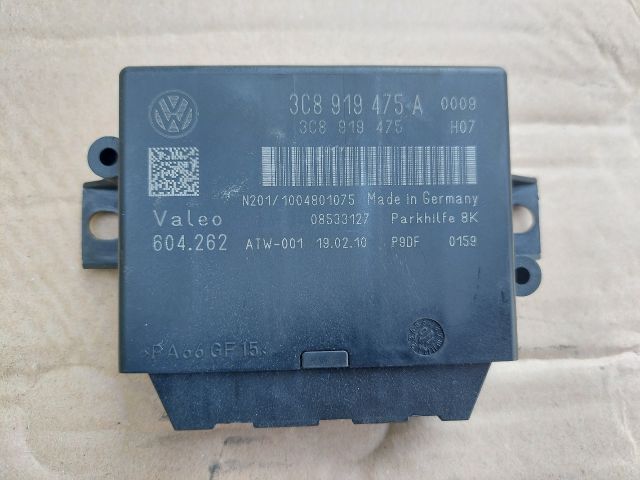 3C8 919 475 A 0009
3C8 919 475 H07
N201/1004801075 Made in Germany
Valeo 08533127 Parkhilfe 8K
604.262 ATW-001 19.02.10 P9DF 0159
>PA66 GF15<